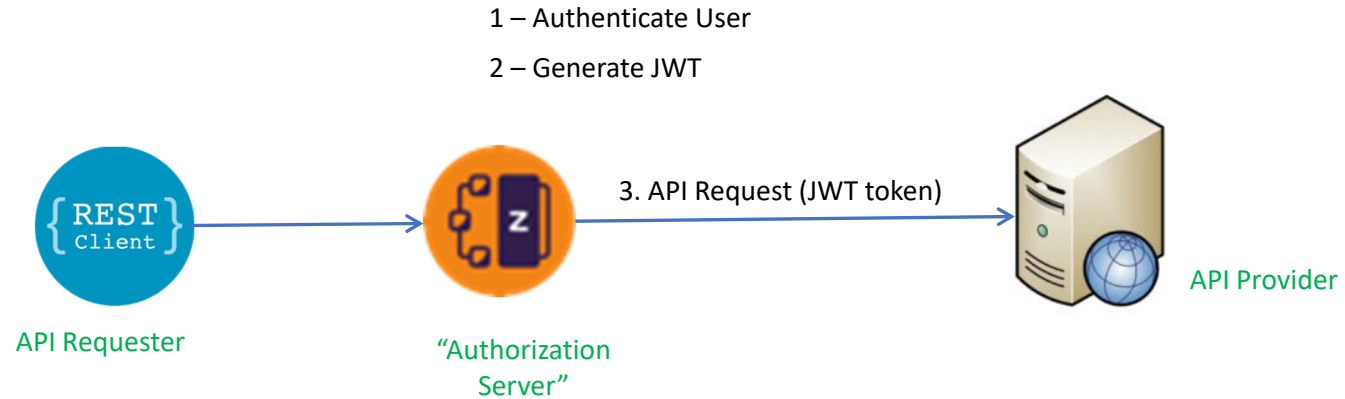 1 – Authenticate User
2 – Generate JWT
3. API Request (JWT token)
{ REST }
Client
Z
API Provider
API Requester
“Authorization
Server”